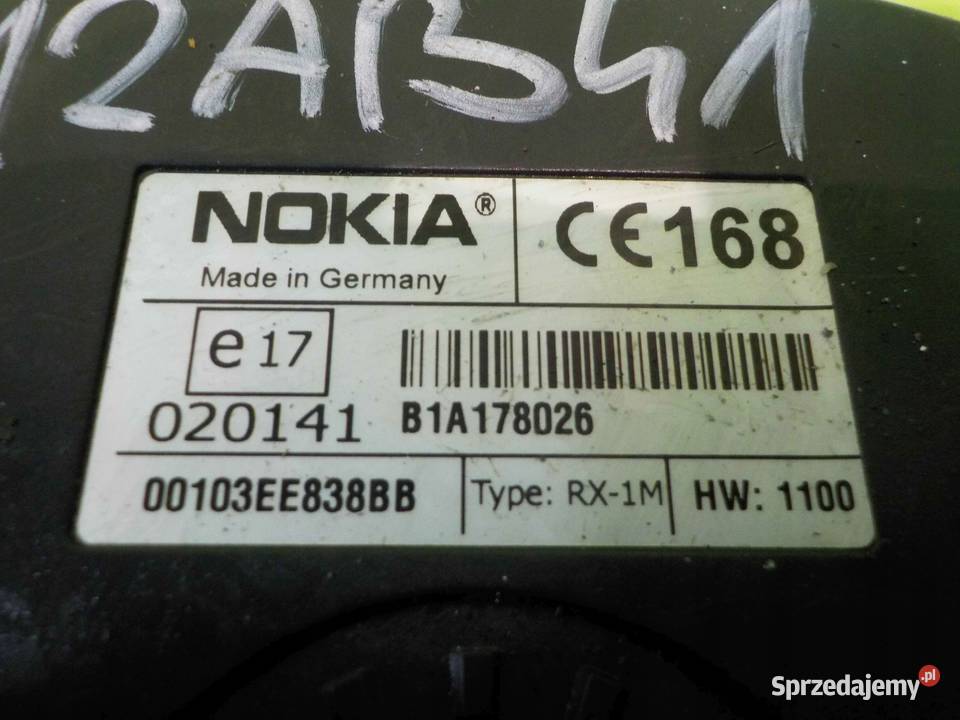 12AB41
NOKIA®
Made in Germany
CE168
e17
020141
B1A178026
00103EE838BB
Type: RX-1M
HW: 1100
Sprzedajemy.pl